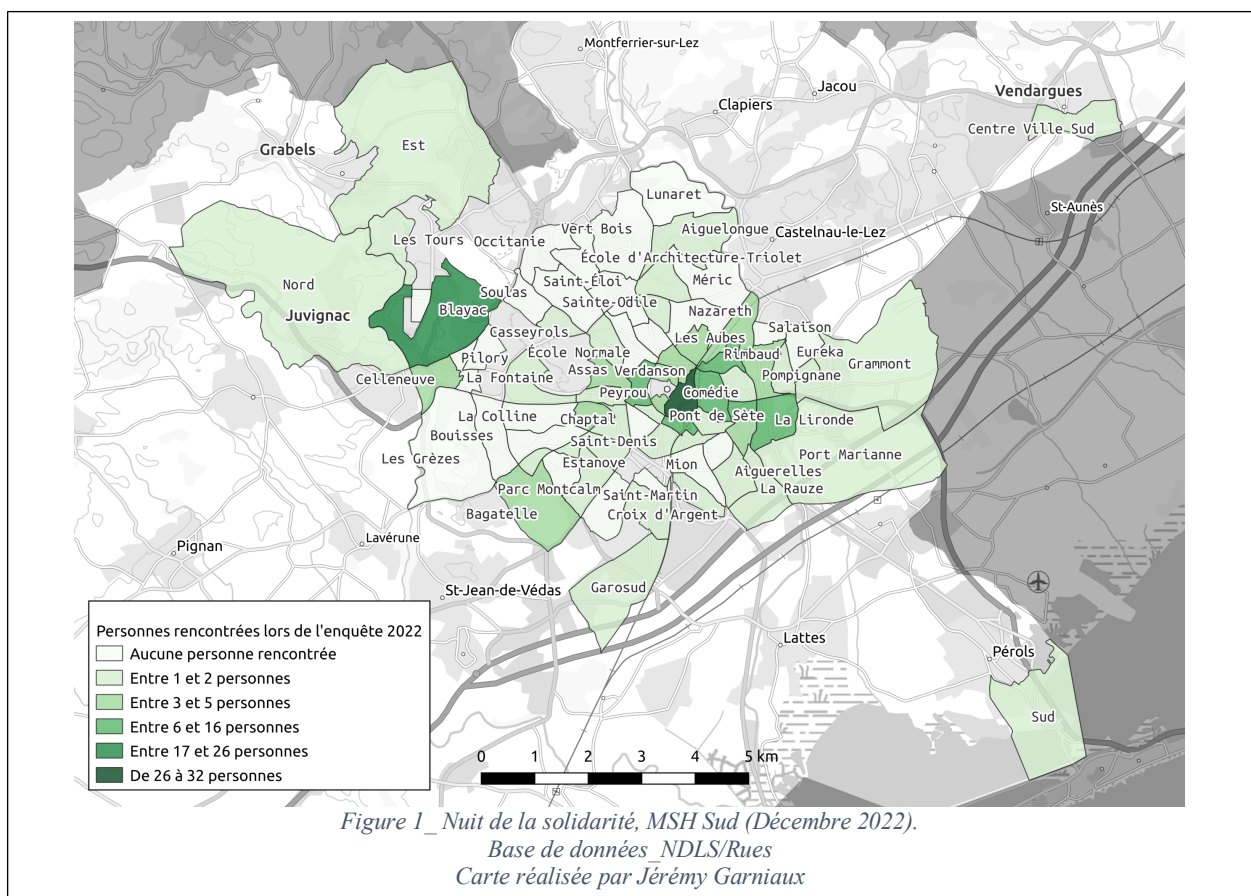 Montferrier-sur-Lez
Jacou
Vendargues
Clapiers
Centre Ville Sud
Grabels
Est
Lunaret
St-Aunès
Les Tours
Occitanie
Vert Bois
Aiguelongue
Castelnau-le-Lez
École d'Architecture-Triolet
Nord
Saint-Éloi
Méric
Soulas
Sainte-Odile
Juvignac
Blayac
Nazareth
Casseyrols
Les Aubes
Salaison
Pilory
École Normale
Rimbaud
Eureka
Grammont
Celleneuve
La Fontaine
Assas
Verdanson
Pompignane
Peyrou
Comédie
La Colline
Chaptal
Pont de Sète
La Lironde
Bouisses
Saint-Denis
Les Grèzes
Estanove
Mion
Port Marianne
Aiguerelles
Parc Montcalm
Saint-Martin
La Rauze
Bagatelle
Croix d'Argent
Pignan
Lavérune
St-Jean-de-Védas
Garosud
Lattes
Pérols
Sud
Personnes rencontrées lors de l'enquête 2022
Aucune personne rencontrée
Entre 1 et 2 personnes
Entre 3 et 5 personnes
Entre 6 et 16 personnes
Entre 17 et 26 personnes
De 26 à 32 personnes
0 1 2 3 4 5 km
Figure 1_ Nuit de la solidarité, MSH Sud (Décembre 2022).
Base de données_NDLS/Rues
Carte réalisée par Jérémy Garniaux